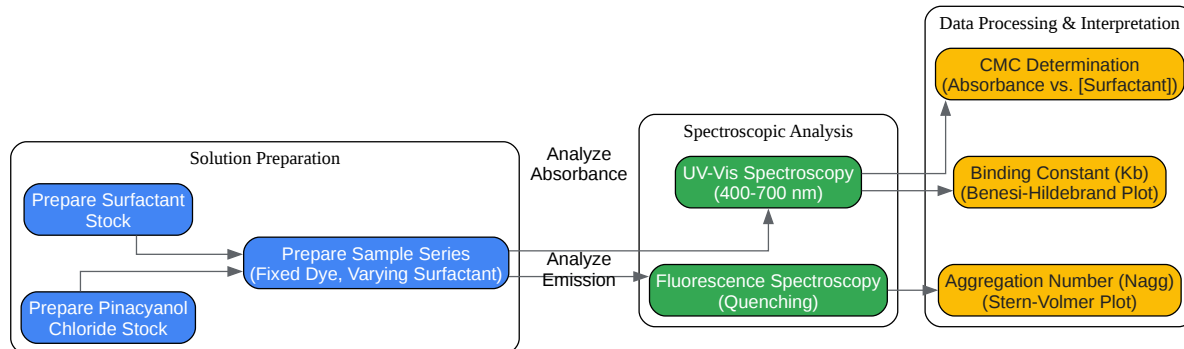 Solution Preparation
Prepare Surfactant
Stock
Prepare Pinacyanol
Chloride Stock
Prepare Sample Series
(Fixed Dye, Varying Surfactant)
Analyze
Absorbance
Analyze
Emission
Spectroscopic Analysis
UV-Vis Spectroscopy
(400-700 nm)
Fluorescence Spectroscopy
(Quenching)
Data Processing & Interpretation
CMC Determination
(Absorbance vs. [Surfactant])
Binding Constant (Kb)
(Benesi-Hildebrand Plot)
Aggregation Number (Nagg)
(Stern-Volmer Plot)